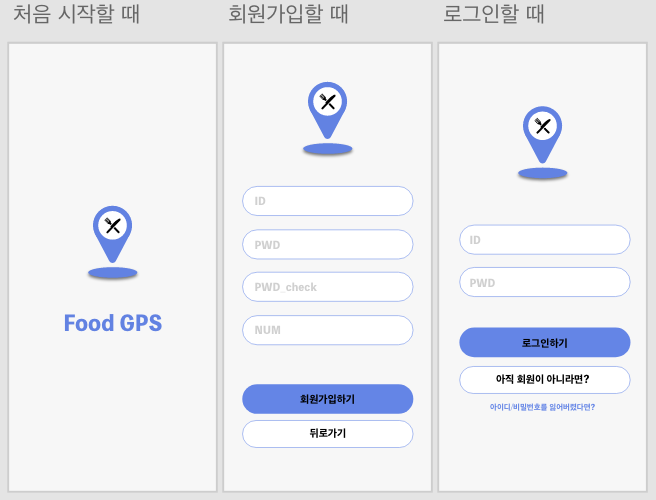 처음 시작할 때
Food GPS
회원가입할 때
ID
PWD
PWD_check
NUM
회원가입하기
뒤로가기
로그인할 때
ID
PWD
로그인하기
아직 회원이 아니라면?
아이디/비밀번호를 잃어버렸다면?